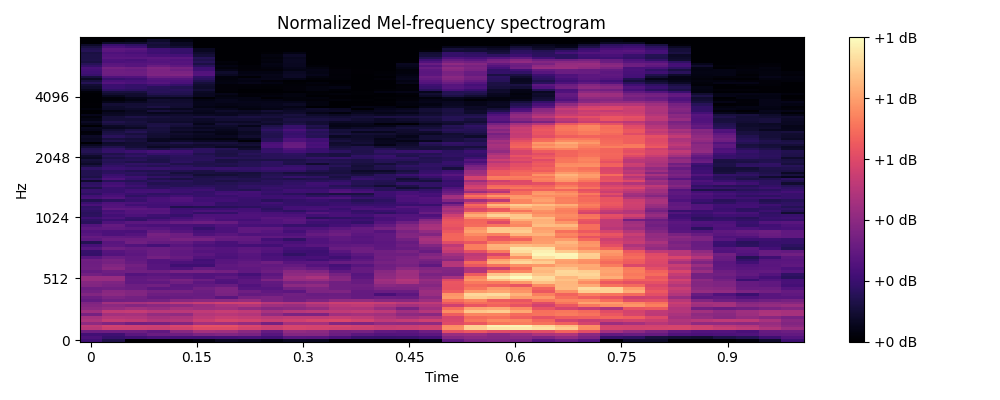 Normalized Mel-frequency spectrogram
Hz
4096
2048
1024
512
0
0 0.15 0.3 0.45 0.6 0.75 0.9
Time
+1 dB
+1 dB
+1 dB
+0 dB
+0 dB
+0 dB